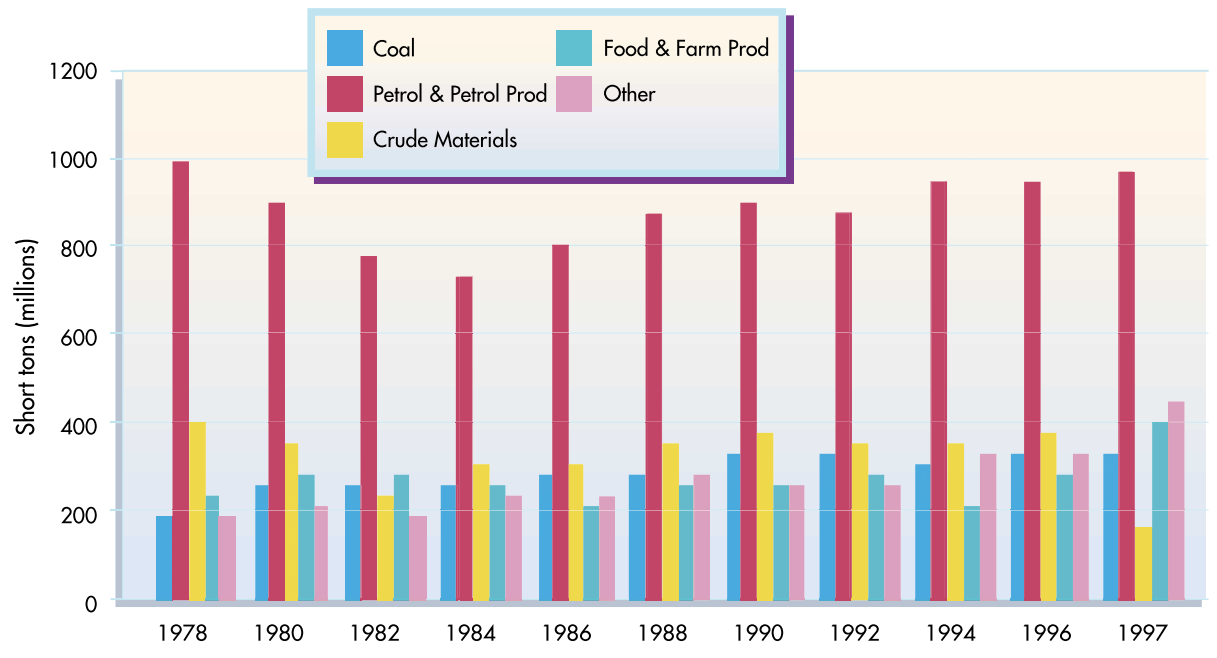 Coal
Food & Farm Prod
Petrol & Petrol Prod
Other
Crude Materials
Short tons (millions)
1200
1000
800
600
400
200
0
1978 1980 1982 1984 1986 1988 1990 1992 1994 1996 1997